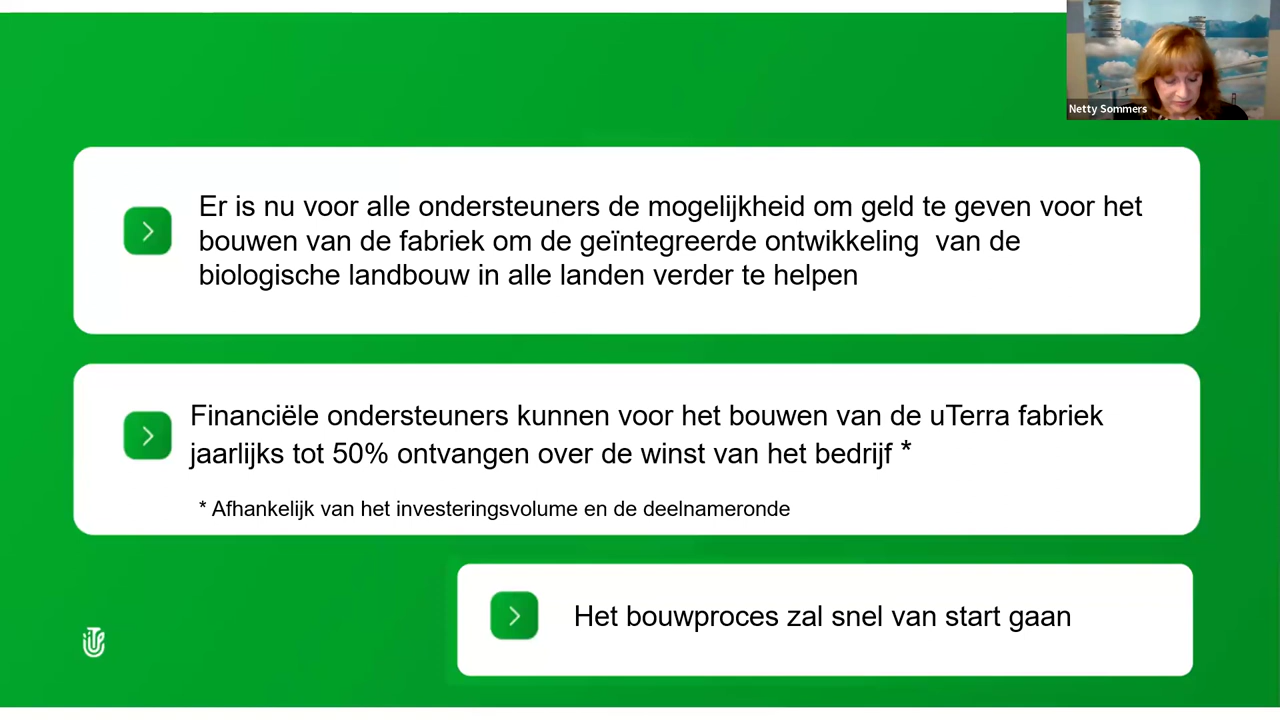 Netty Sommers
Er is nu voor alle ondersteuners de mogelijkheid om geld te geven voor het
bouwen van de fabriek om de geïntegreerde ontwikkeling  van de
biologische landbouw in alle landen verder te helpen
Financiële ondersteuners kunnen voor het bouwen van de uTerra fabriek
jaarlijks tot 50% ontvangen over de winst van het bedrijf *
* Afhankelijk van het investeringsvolume en de deelnameronde
Het bouwproces zal snel van start gaan